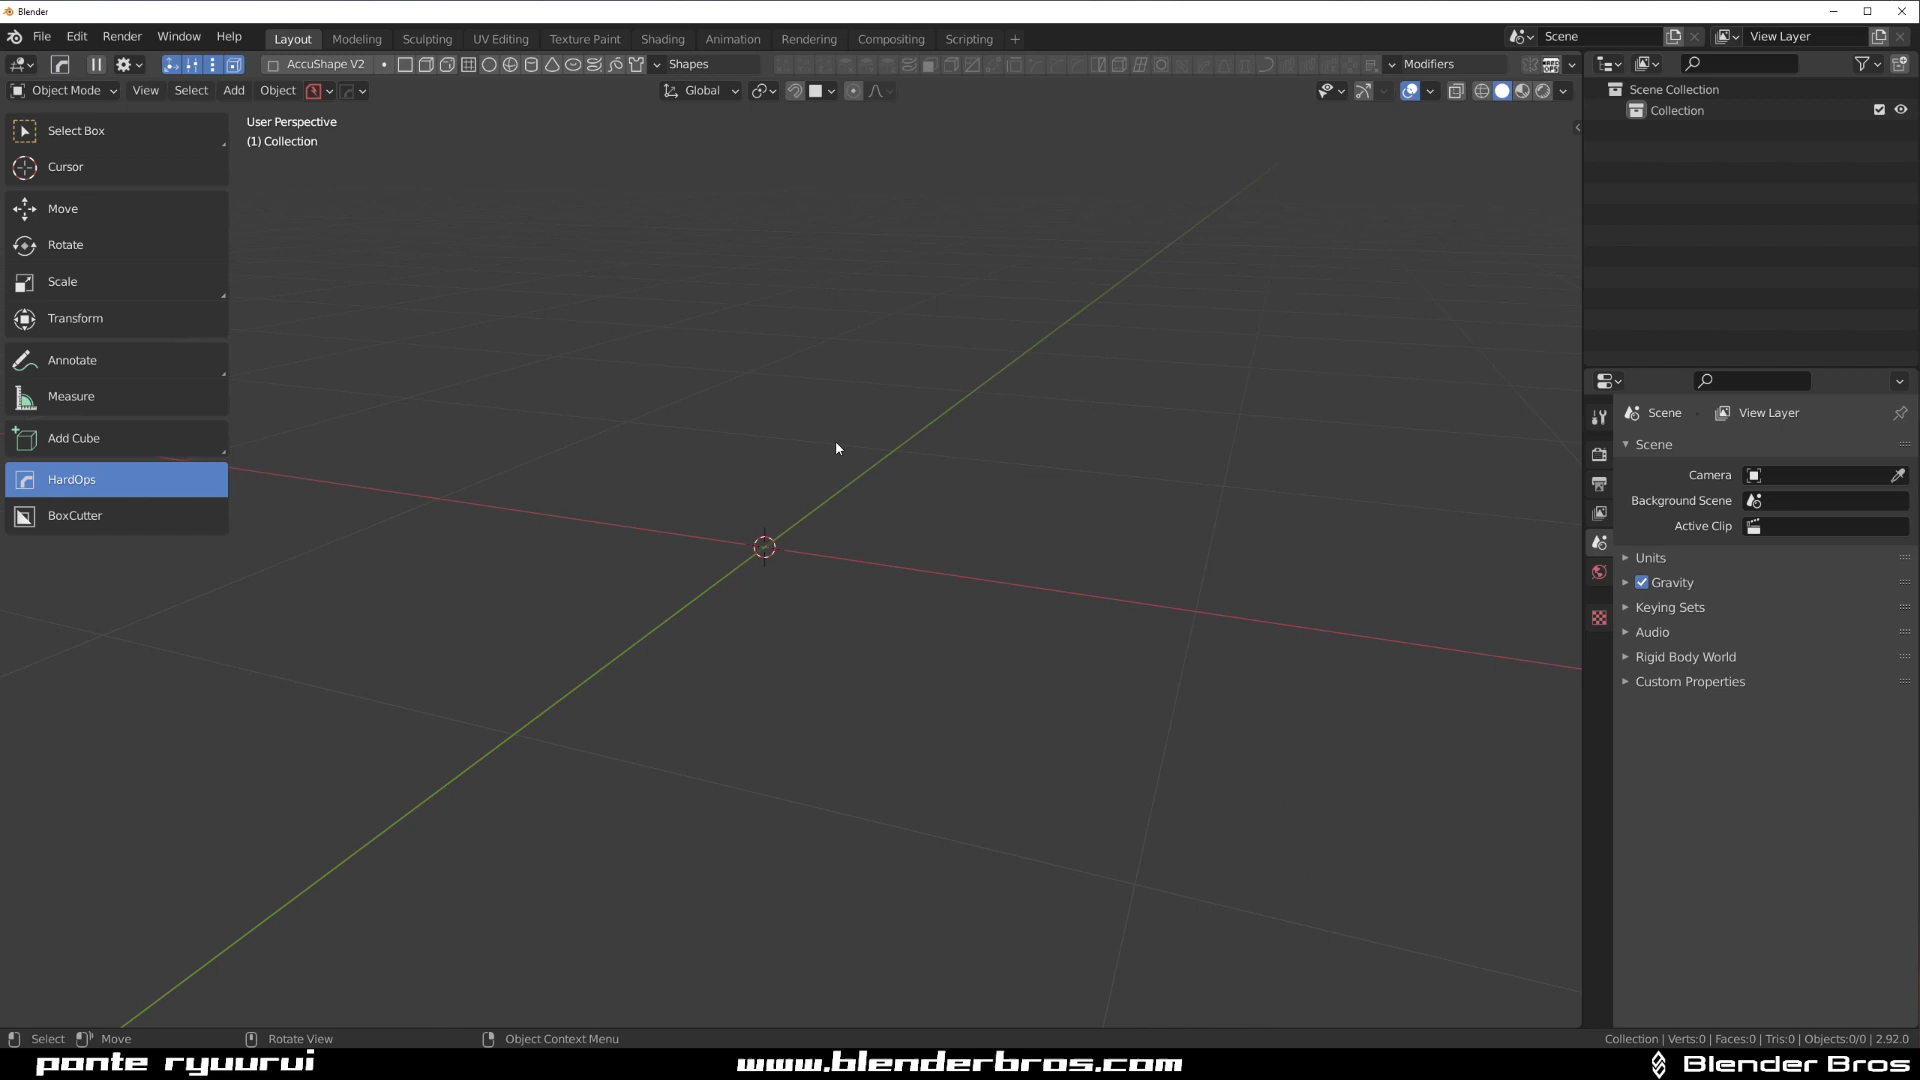 Blender
File Edit Render Window Help Layout Modeling Sculpting UV Editing Texture Paint Shading Animation Rendering Compositing Scripting Scene View Layer
AccuShape V2 Shapes Modifiers
Object Mode View Select Add Object Global
User Perspective
(1) Collection
Select Box
Cursor
Move
Rotate
Scale
Transform
Annotate
Measure
Add Cube
HardOps
BoxCutter
Scene Collection
Collection
Scene View Layer
Scene
Camera
Background Scene
Active Clip
Units
Gravity
Keying Sets
Audio
Rigid Body World
Custom Properties
Select Move Rotate View Object Context Menu Collection | Verts:0 | Faces:0 | Tris:0 | Objects:0/0 | 2.92.0
ponte ryuurui www.blenderbros.com Blender Bros